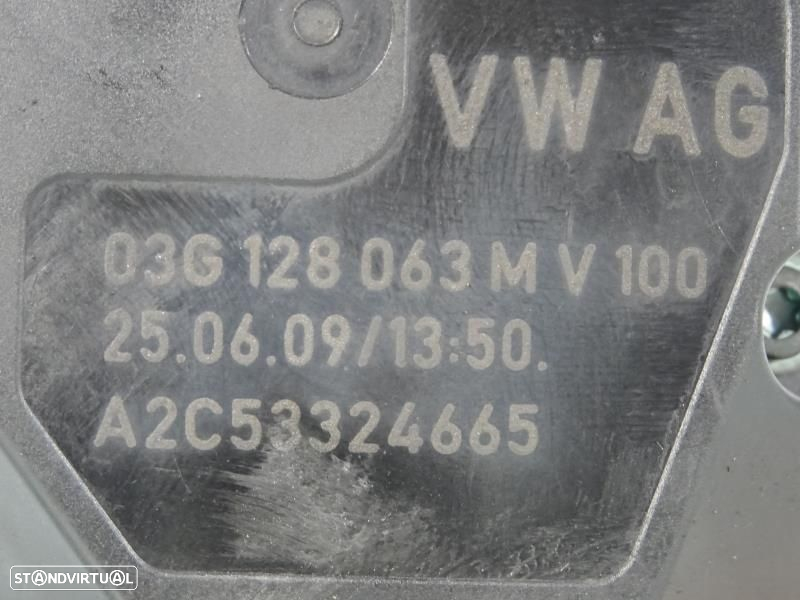 VW AG
03G 128 063 M V 100
25.06.09/13:50.
A2C53324665
STANDVIRTUAL